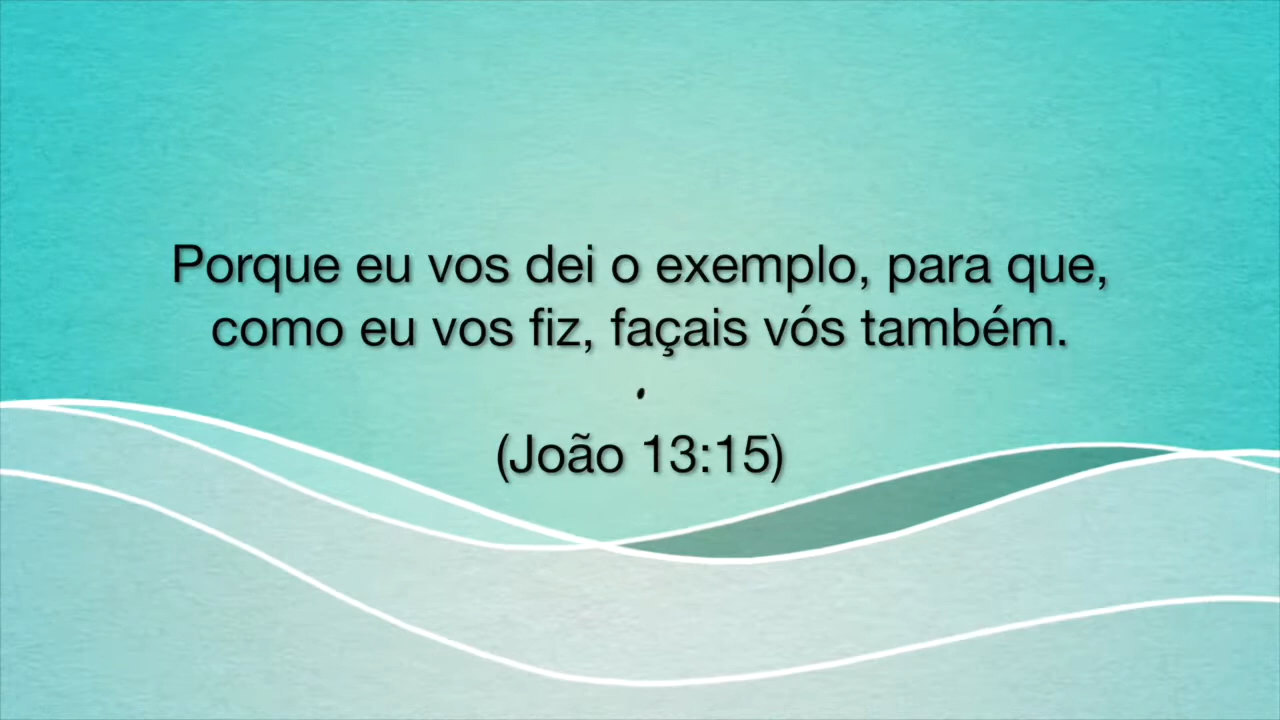 Porque eu vos dei o exemplo, para que,
como eu vos fiz, façais vós também.
(João 13:15)